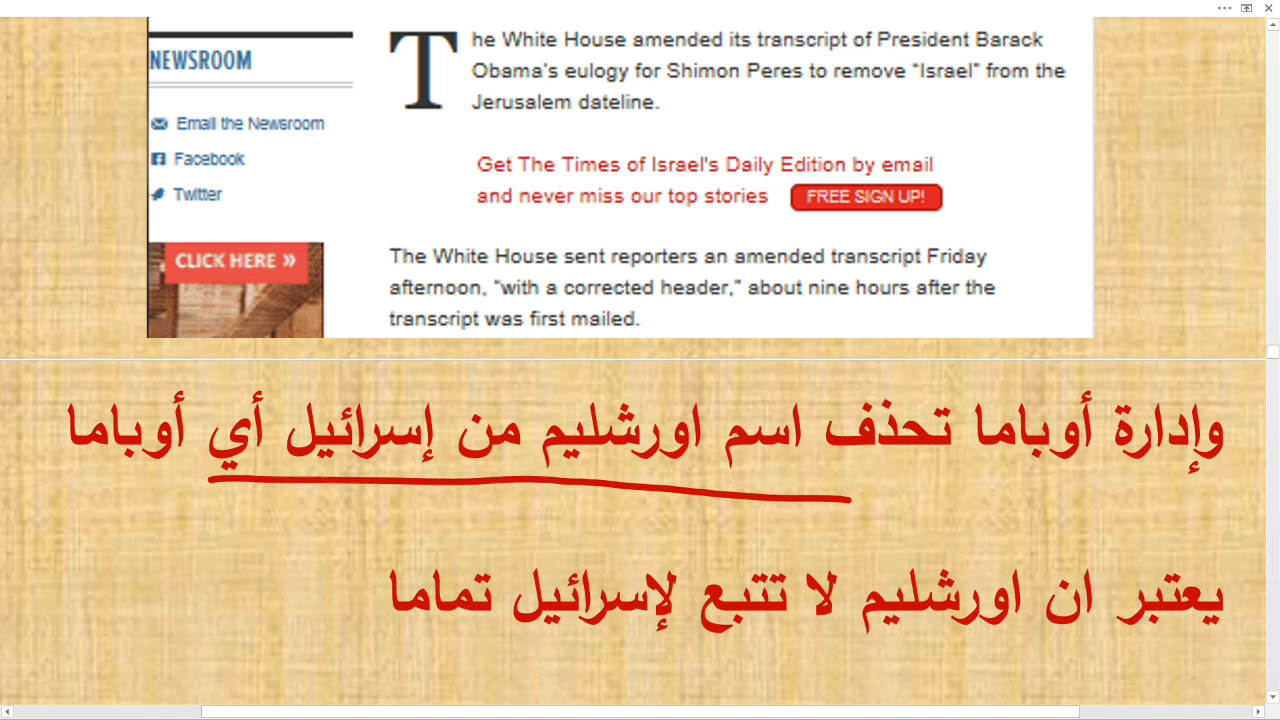 NEWSROOM
Email the Newsroom
Facebook
Twitter
CLICK HERE »
The White House amended its transcript of President Barack
Obama's eulogy for Shimon Peres to remove “Israel” from the
Jerusalem dateline.
Get The Times of Israel's Daily Edition by email
and never miss our top stories FREE SIGN UP!
The White House sent reporters an amended transcript Friday
afternoon, “with a corrected header,” about nine hours after the
transcript was first mailed.
وإدارة أوباما تحذف اسم اورشليم من إسرائيل أي أوباما
يعتبر ان اورشليم لا تتبع لإسرائيل تماما